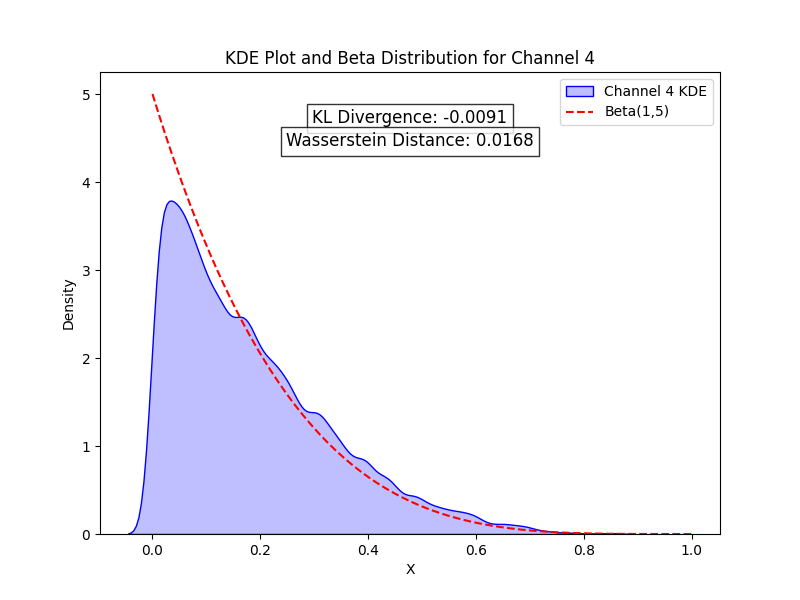 KDE Plot and Beta Distribution for Channel 4
KL Divergence: -0.0091
Wasserstein Distance: 0.0168
Channel 4 KDE
Beta(1,5)
5
4
3
2
1
0
Density
0.0
0.2
0.4
0.6
0.8
1.0
X